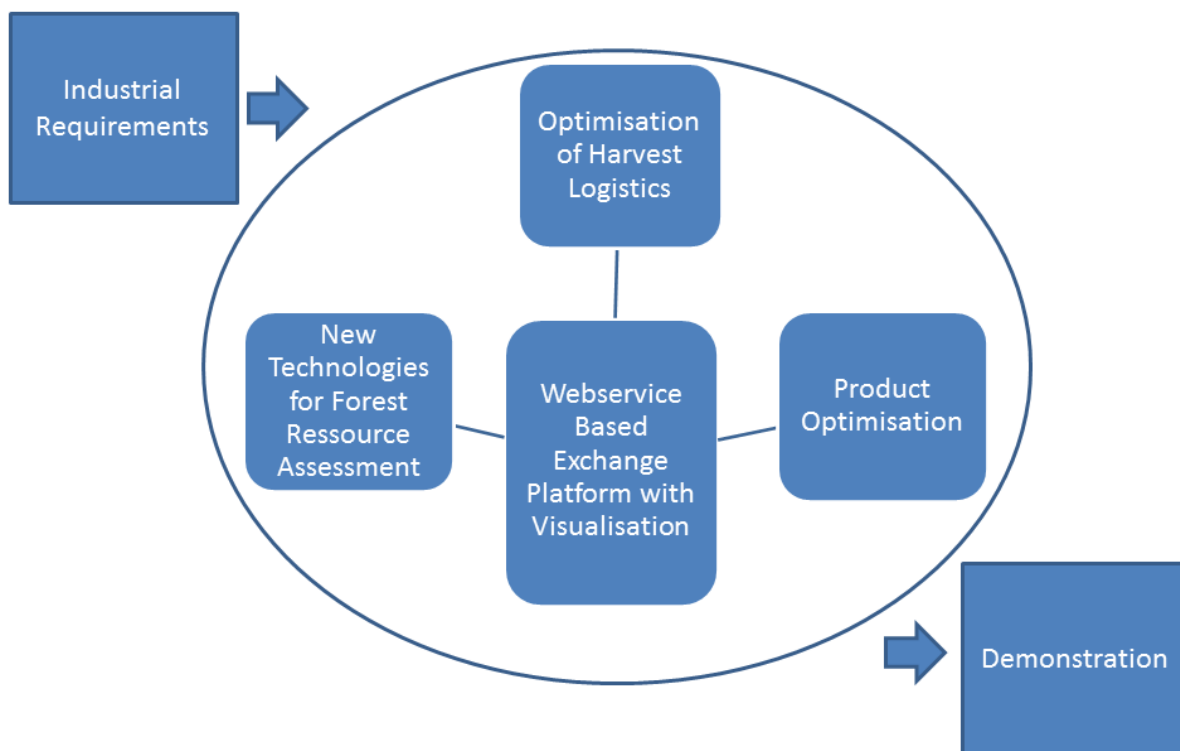 Industrial
Requirements
Optimisation
of Harvest
Logistics
New
Technologies
for Forest
Ressource
Assessment
Webservice
Based
Exchange
Platform with
Visualisation
Product
Optimisation
Demonstration